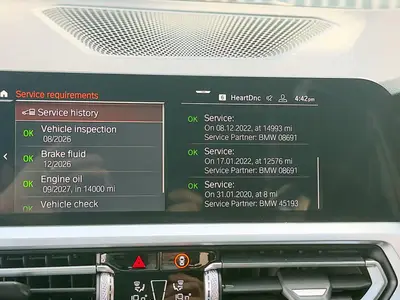 Service requirements
HeartDnc
4:42pm
Service history
OK Vehicle inspection
08/2026
OK Brake fluid
12/2026
OK Engine oil
09/2027, in 14000 mi
OK Vehicle check
OK Service:
On 08.12.2022, at 14993 mi
Service Partner: BMW 08691
OK Service:
On 17.01.2022, at 12576 mi
Service Partner: BMW 08691
OK Service:
On 31.01.2020, at 8 mi
Service Partner: BMW 45193